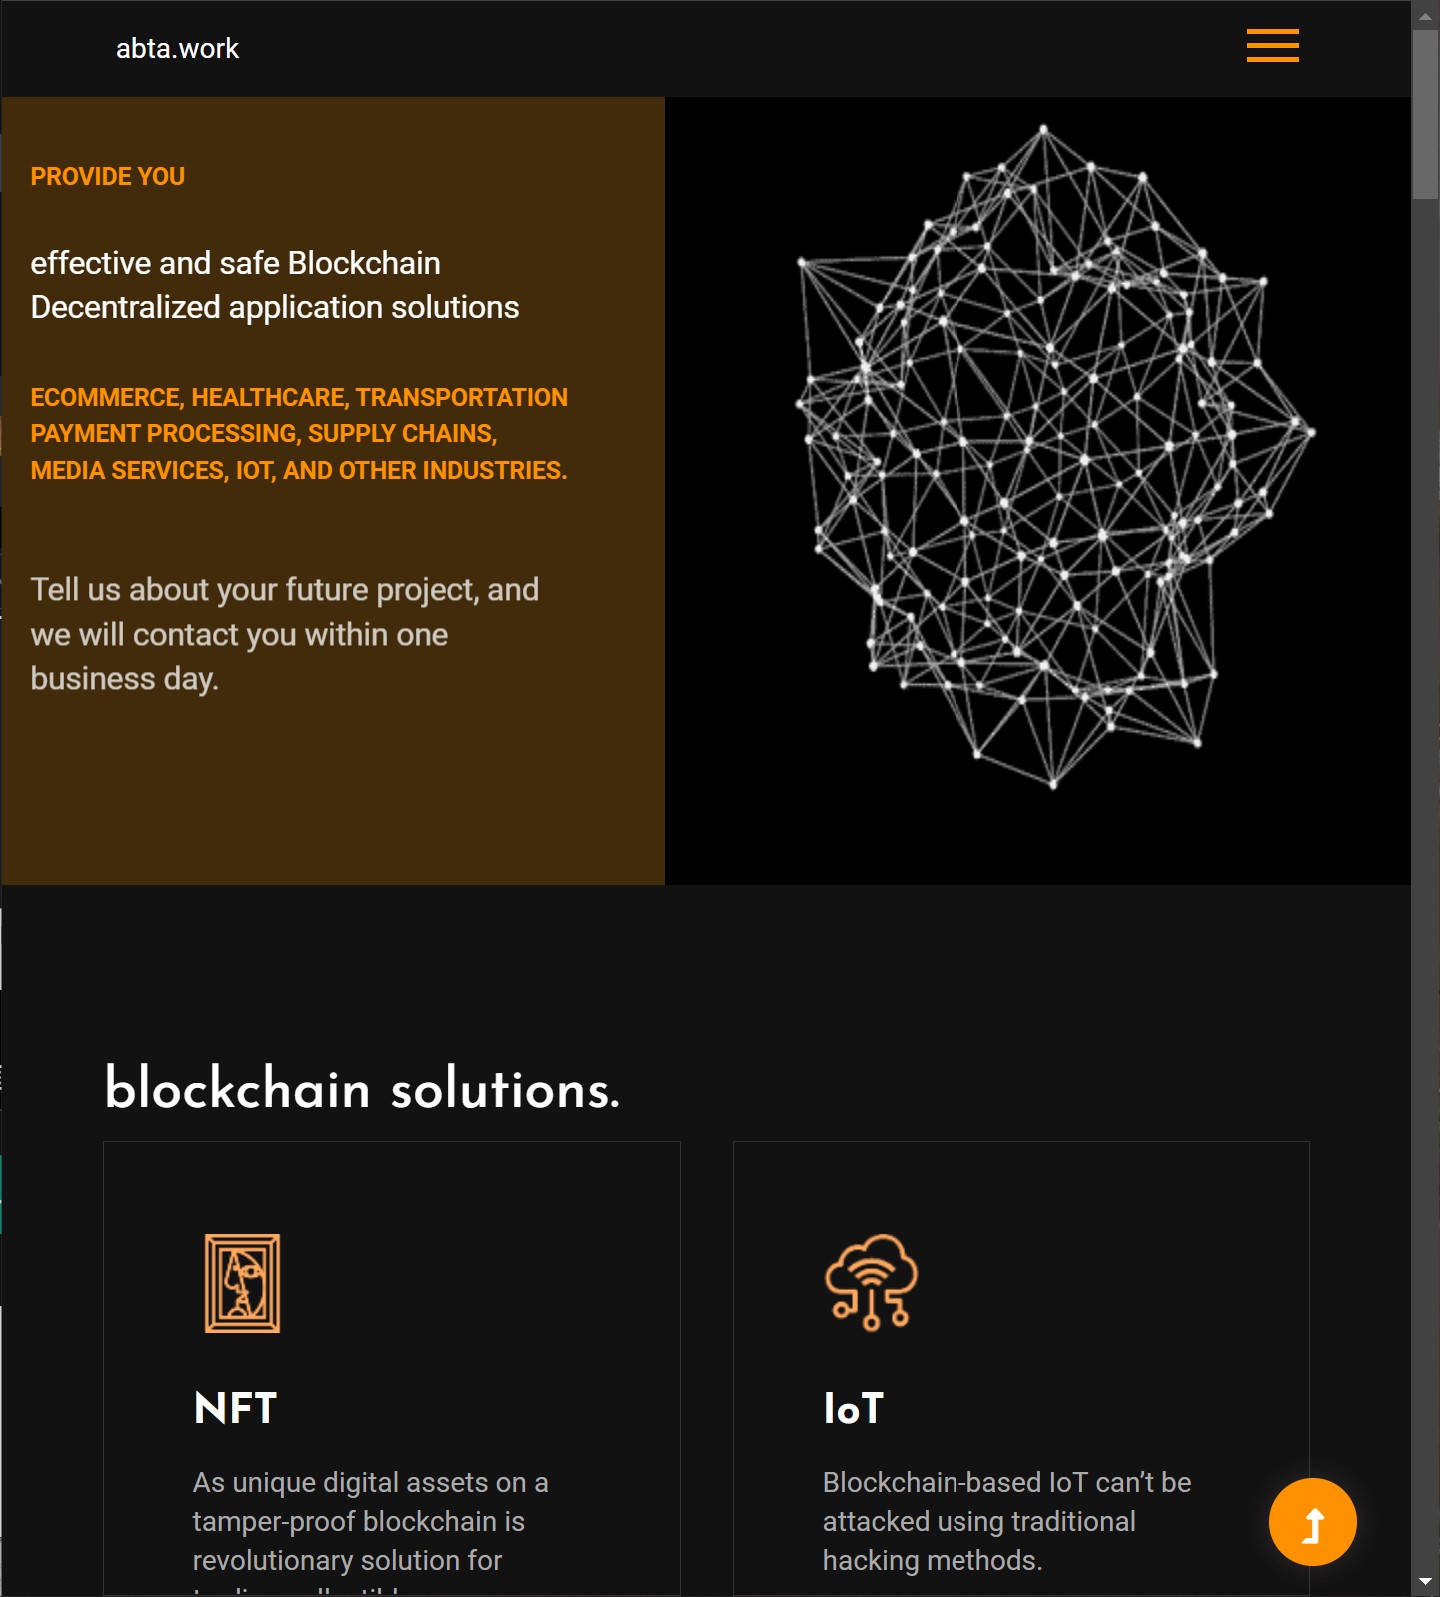 abta.work
PROVIDE YOU
effective and safe Blockchain
Decentralized application solutions
ECOMMERCE, HEALTHCARE, TRANSPORTATION
PAYMENT PROCESSING, SUPPLY CHAINS,
MEDIA SERVICES, IOT, AND OTHER INDUSTRIES.
Tell us about your future project, and
we will contact you within one
business day.
blockchain solutions.
NFT
As unique digital assets on a
tamper-proof blockchain is
revolutionary solution for
IoT
Blockchain-based IoT can’t be
attacked using traditional
hacking methods.